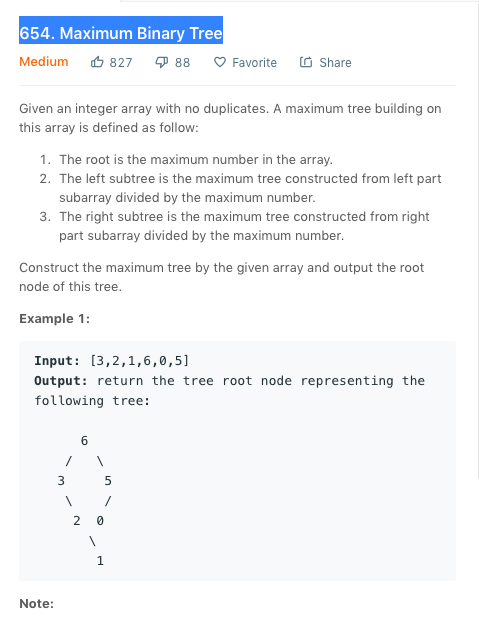 654. Maximum Binary Tree
Medium 827 88 Favorite Share
Given an integer array with no duplicates. A maximum tree building on
this array is defined as follow:
1. The root is the maximum number in the array.
2. The left subtree is the maximum tree constructed from left part
subarray divided by the maximum number.
3. The right subtree is the maximum tree constructed from right
part subarray divided by the maximum number.
Construct the maximum tree by the given array and output the root
node of this tree.
Example 1:
Input: [3,2,1,6,0,5]
Output: return the tree root node representing the
following tree:
6
/ \
3 5
\ /
2 0
\
1
Note: